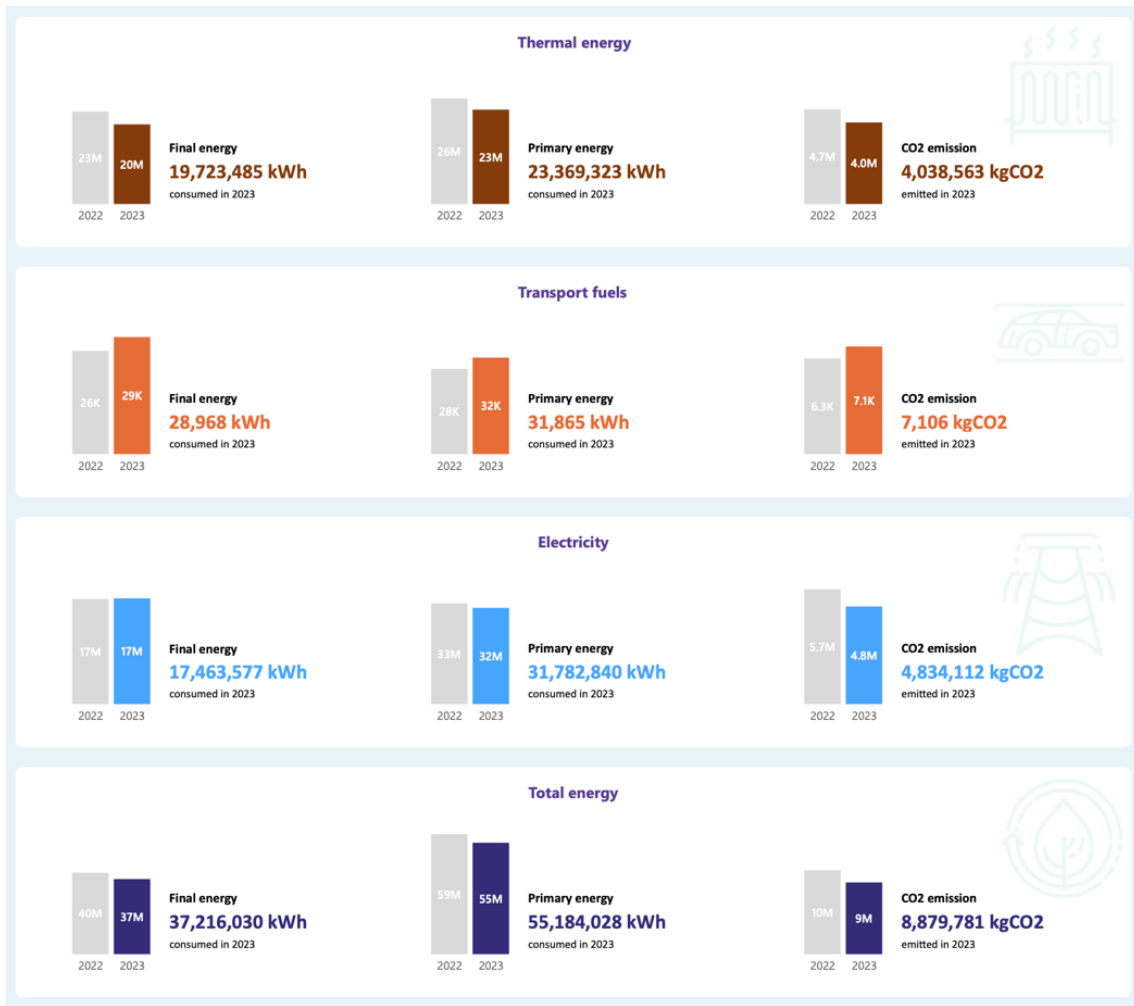 Thermal energy
23M
20M
2022 2023
Final energy
19,723,485 kWh
consumed in 2023
26M
23M
2022 2023
Primary energy
23,369,323 kWh
consumed in 2023
4.7M
4.0M
2022 2023
CO2 emission
4,038,563 kgCO2
emitted in 2023
Transport fuels
26K
29K
2022 2023
Final energy
28,968 kWh
consumed in 2023
28K
32K
2022 2023
Primary energy
31,865 kWh
consumed in 2023
6.3K
7.1K
2022 2023
CO2 emission
7,106 kgCO2
emitted in 2023
Electricity
17M
17M
2022 2023
Final energy
17,463,577 kWh
consumed in 2023
33M
32M
2022 2023
Primary energy
31,782,840 kWh
consumed in 2023
5.7M
4.8M
2022 2023
CO2 emission
4,834,112 kgCO2
emitted in 2023
Total energy
40M
37M
2022 2023
Final energy
37,216,030 kWh
consumed in 2023
59M
55M
2022 2023
Primary energy
55,184,028 kWh
consumed in 2023
10M
9M
2022 2023
CO2 emission
8,879,781 kgCO2
emitted in 2023